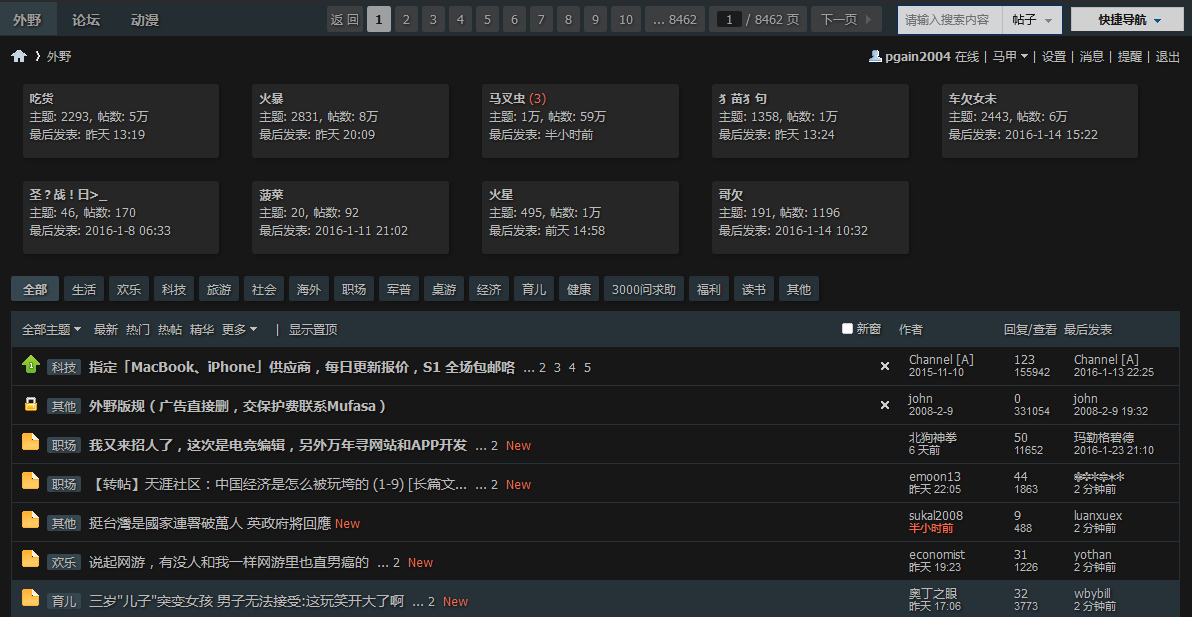 外野 论坛 动漫 返 回 1 2 3 4 5 6 7 8 9 10 ... 8462 1 / 8462 页 下一页 请输入搜索内容 帖子 快捷导航
外野 pgain2004 在线 | 马甲 | 设置 | 消息 | 提醒 | 退出
吃货
主题: 2293, 帖数: 5万
最后发表: 昨天 13:19
火暴
主题: 2831, 帖数: 8万
最后发表: 昨天 20:09
马叉虫 (3)
主题: 1万, 帖数: 59万
最后发表: 半小时前
犭苗犭句
主题: 1358, 帖数: 1万
最后发表: 昨天 13:24
车欠女未
主题: 2443, 帖数: 6万
最后发表: 2016-1-14 15:22
圣？战！日>_
主题: 46, 帖数: 170
最后发表: 2016-1-8 06:33
菠菜
主题: 20, 帖数: 92
最后发表: 2016-1-11 21:02
火星
主题: 495, 帖数: 1万
最后发表: 前天 14:58
哥欠
主题: 191, 帖数: 1196
最后发表: 2016-1-14 10:32
全部 生活 欢乐 科技 旅游 社会 海外 职场 军普 桌游 经济 育儿 健康 3000问求助 福利 读书 其他
全部主题 最新 热门 热帖 精华 更多 | 显示置顶 新窗 作者 回复/查看 最后发表
科技 指定「MacBook、iPhone」供应商，每日更新报价，S1 全场包邮咯 ... 2 3 4 5 Channel [A] 123 Channel [A]
2015-11-10 155942 2016-1-13 22:25
其他 外野版规（广告直接删，交保护费联系Mufasa） john 0 john
2008-2-9 331054 2008-2-9 19:32
职场 我又来招人了，这次是电竞编辑，另外万年寻网站和APP开发 ... 2 New 北狗神拳 50 玛勒格碧德
6 天前 11652 2016-1-23 21:10
职场 【转帖】天涯社区：中国经济是怎么被玩垮的 (1-9) [长篇文... ... 2 New emoon13 44
昨天 22:05 1863 2 分钟前
其他 挺台灣是國家連署破萬人 英政府將回應 New sukal2008 9 luanxuex
半小时前 488 2 分钟前
欢乐 说起网游，有没人和我一样网游里也直男癌的 ... 2 New economist 31 yothan
昨天 19:23 1226 2 分钟前
育儿 三岁"儿子"突变女孩 男子无法接受:这玩笑开大了啊 ... 2 New 奥丁之眼 32 wbybill
昨天 17:06 3773 2 分钟前